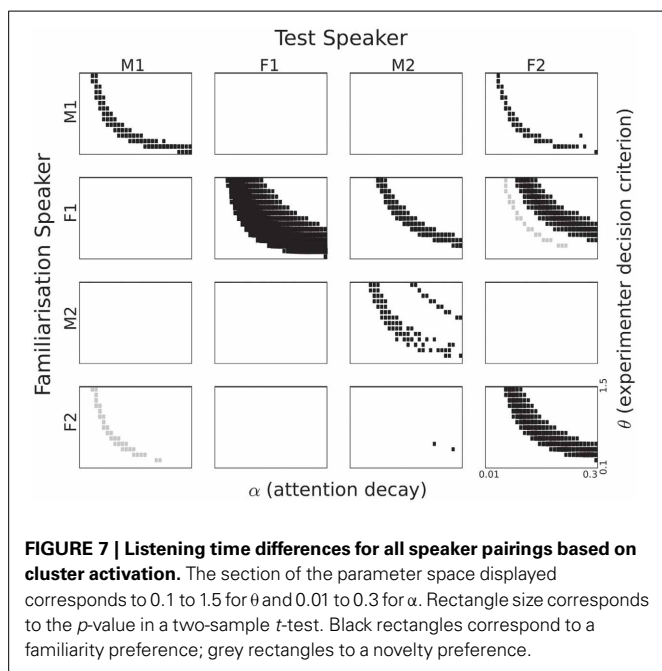 Test Speaker
M1 F1 M2 F2
Familiarisation Speaker
M1
F1
M2
F2
θ (experimenter decision criterion)
1.5
0.1
0.01 0.3
α (attention decay)
FIGURE 7 | Listening time differences for all speaker pairings based on
cluster activation. The section of the parameter space displayed
corresponds to 0.1 to 1.5 for θ and 0.01 to 0.3 for α. Rectangle size corresponds
to the p-value in a two-sample t-test. Black rectangles correspond to a
familiarity preference; grey rectangles to a novelty preference.